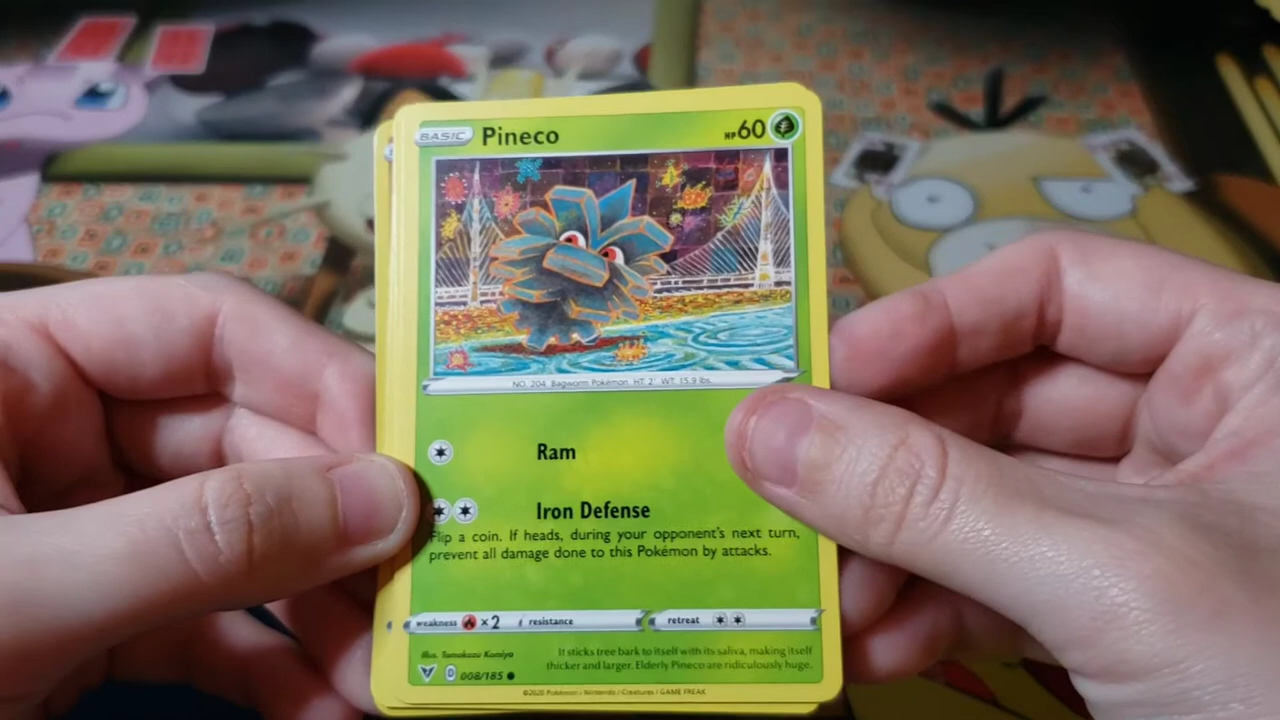 BASIC Pineco HP60
NO. 204 Bagworm Pokémon HT: 2' WT: 15.9 lbs.
Ram
Iron Defense
Flip a coin. If heads, during your opponent's next turn,
prevent all damage done to this Pokémon by attacks.
weakness ×2 resistance retreat
Illus. Tomokazu Komiya
It sticks tree bark to itself with its saliva, making itself
thicker and larger. Elderly Pineco are ridiculously huge.
D 008/185
©2020 Pokémon / Nintendo / Creatures / GAME FREAK